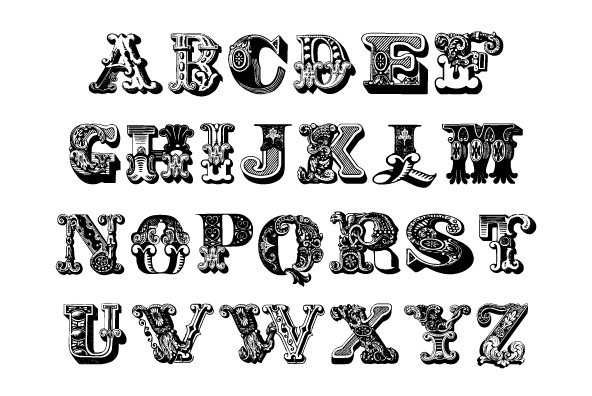 ABCDEF
GHIJKLM
NOPQRST
UVWXYZ